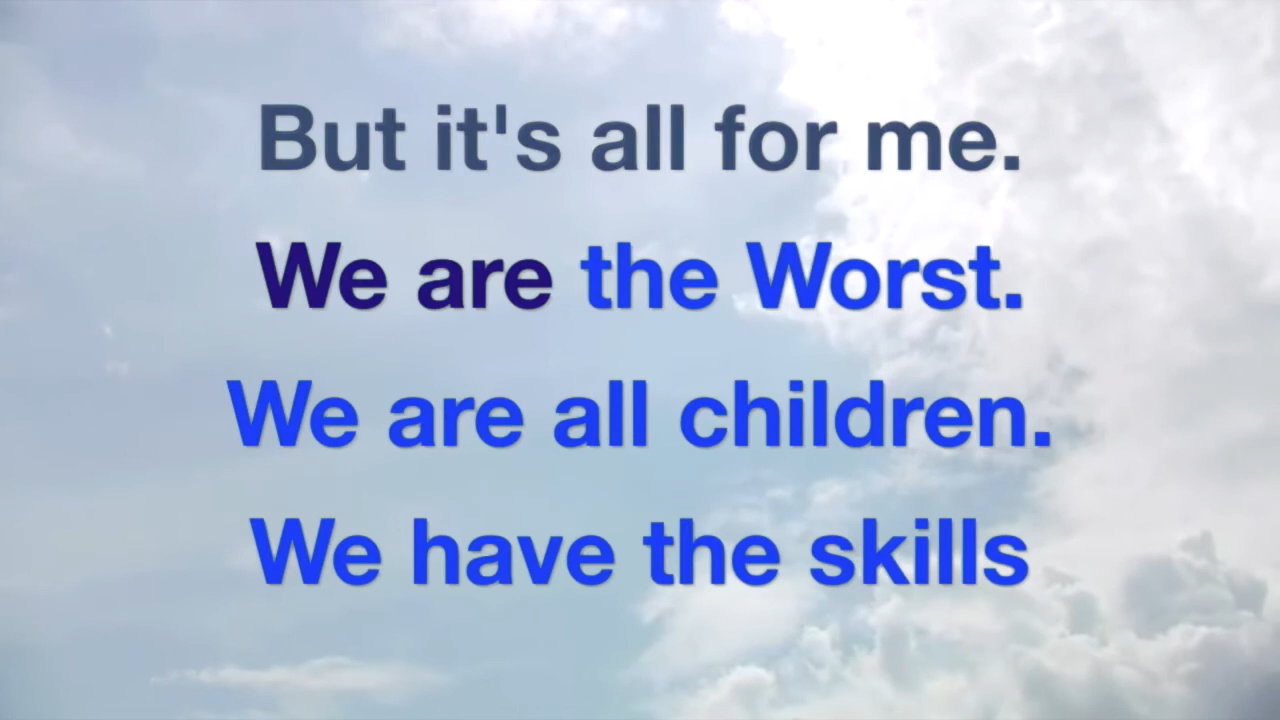 But it's all for me.
We are the Worst.
We are all children.
We have the skills